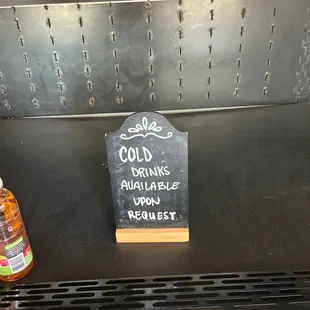 COLD
DRINKS
AVAILABLE
UPON
REQUEST